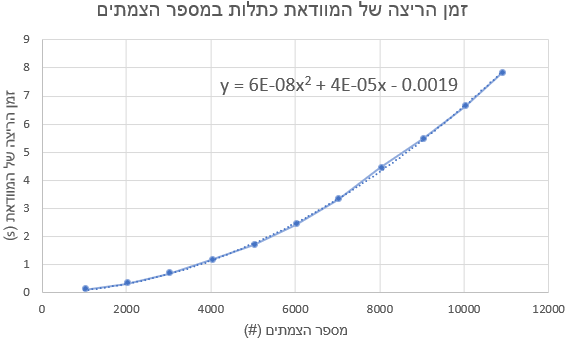 זמן הריצה של המוודאת כתלות במספר הצמתים
y = 6E-08x² + 4E-05x - 0.0019
זמן הריצה של המוודאת (s)
9
8
7
6
5
4
3
2
1
0
0 2000 4000 6000 8000 10000 12000
מספר הצמתים (#)